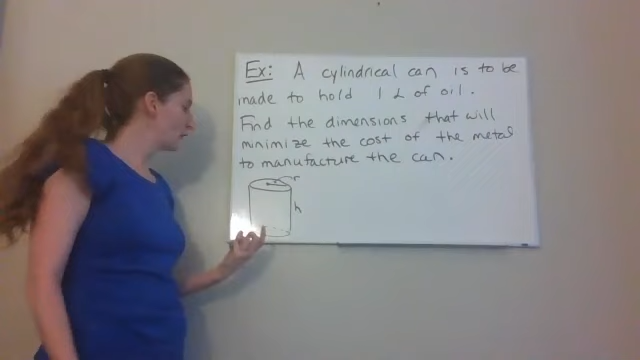 Ex: A cylindrical can is to be
made to hold 1 L of oil.
Find the dimensions that will
minimize the cost of the metal
to manufacture the can.
r
h